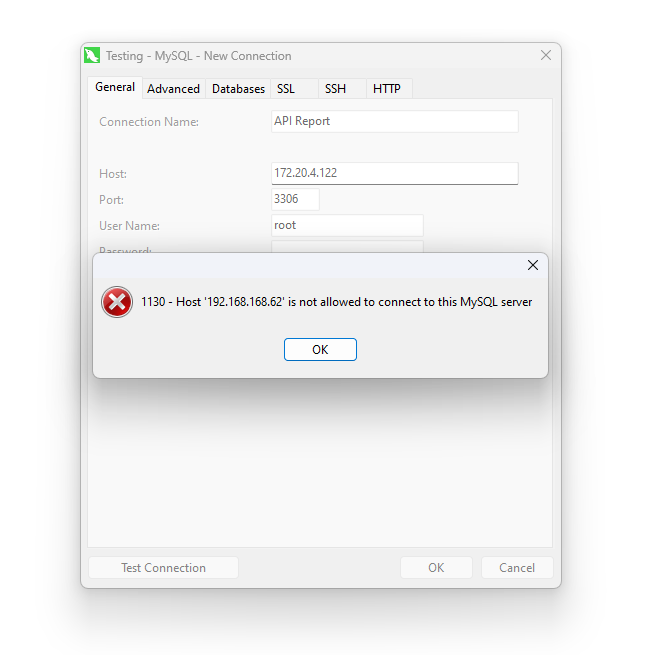 Testing - MySQL - New Connection
General Advanced Databases SSL SSH HTTP
Connection Name: API Report
Host: 172.20.4.122
Port: 3306
User Name: root
Password:
1130 - Host '192.168.168.62' is not allowed to connect to this MySQL server
OK
Test Connection OK Cancel